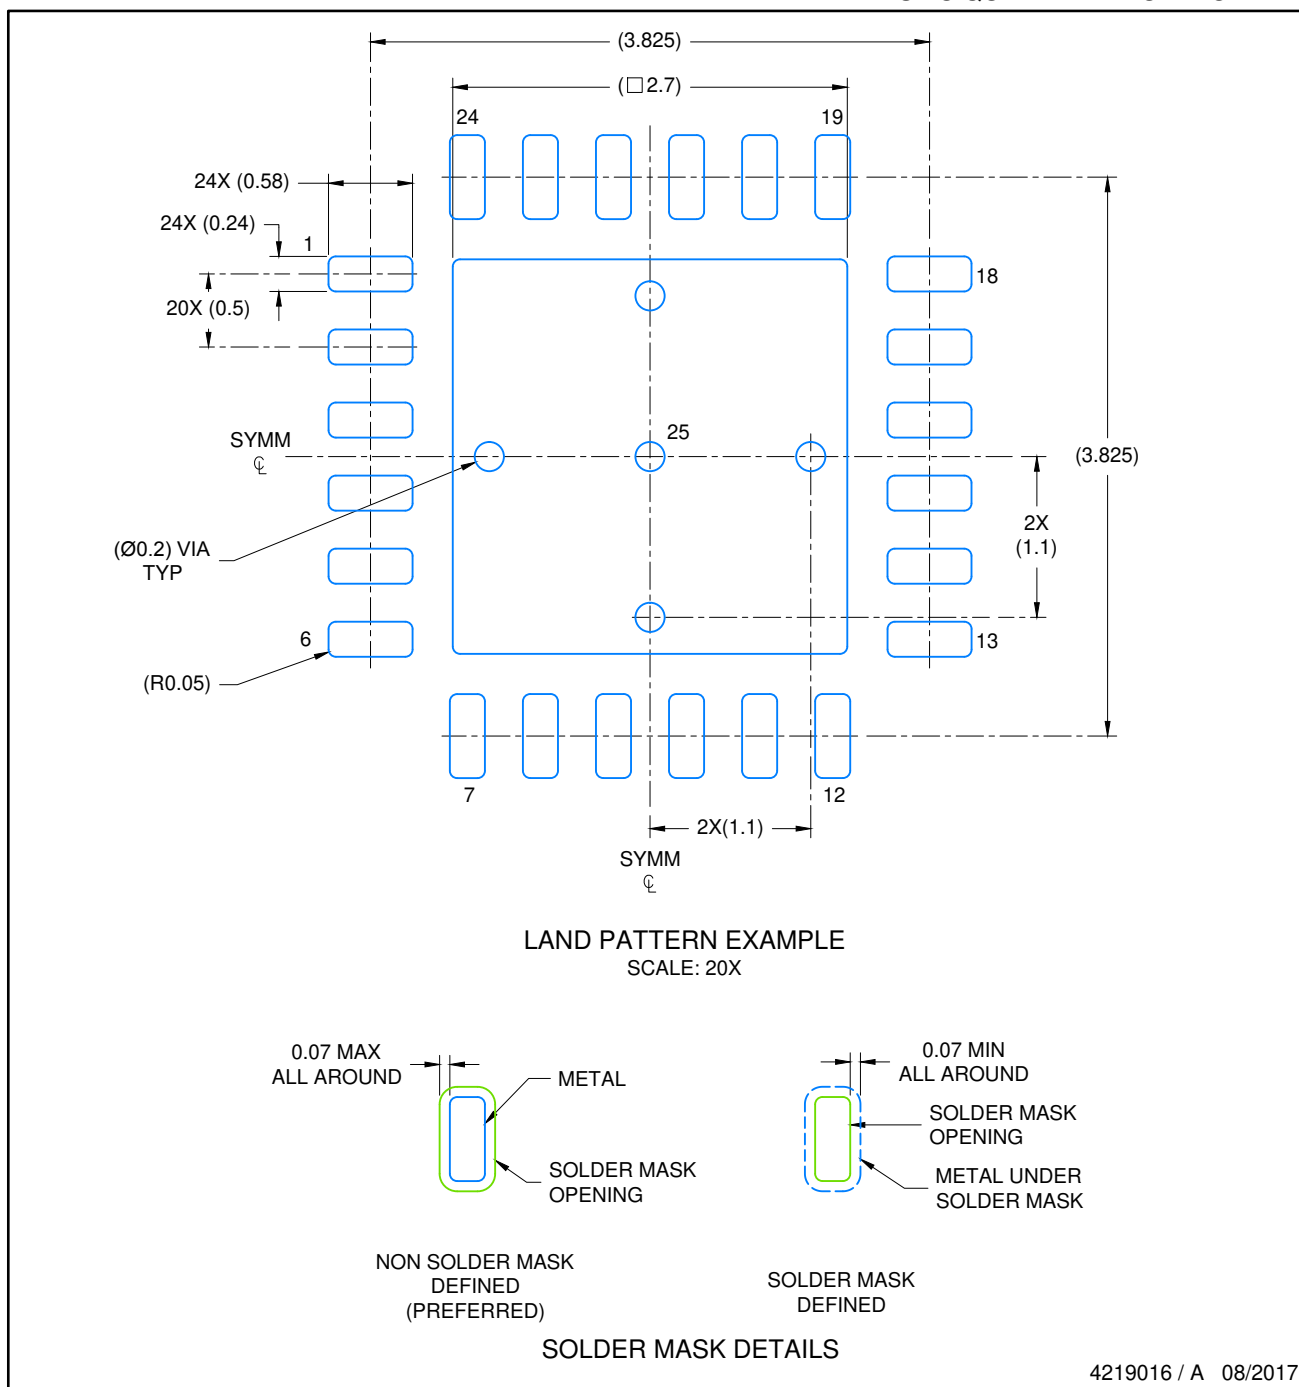 (3.825)
(□2.7)
24
19
24X (0.58)
24X (0.24)
1
18
20X (0.5)
SYMM
℄
25
(3.825)
2X
(1.1)
(Ø0.2) VIA
TYP
6
13
(R0.05)
7
12
2X(1.1)
SYMM
℄
LAND PATTERN EXAMPLE
SCALE: 20X
0.07 MAX
ALL AROUND
METAL
SOLDER MASK
OPENING
0.07 MIN
ALL AROUND
SOLDER MASK
OPENING
METAL UNDER
SOLDER MASK
NON SOLDER MASK
DEFINED
(PREFERRED)
SOLDER MASK
DEFINED
SOLDER MASK DETAILS
4219016 / A 08/2017